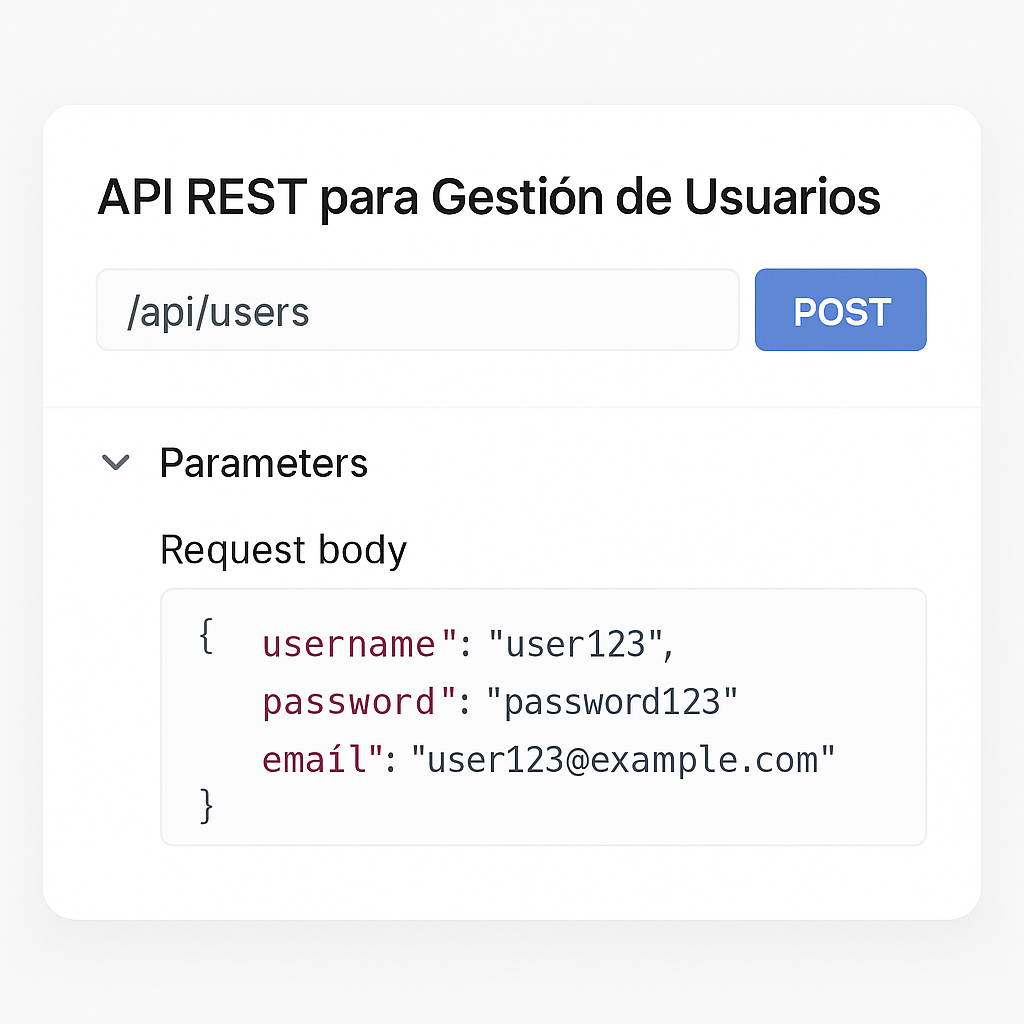 API REST para Gestión de Usuarios
/api/users
POST
Parameters
Request body
{ username": "user123",
password": "password123"
emaíl": "user123@example.com"
}